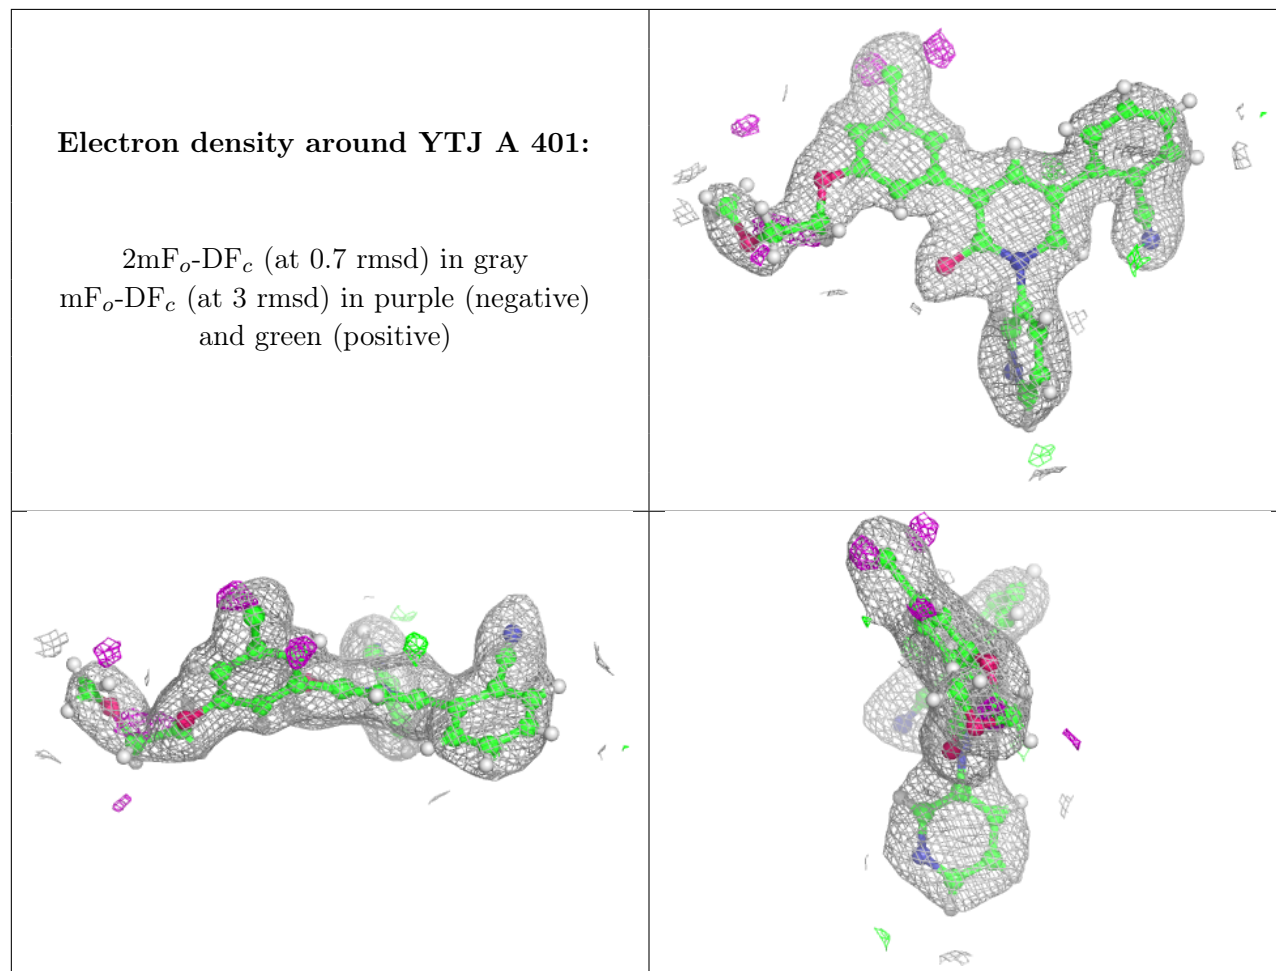 Electron density around YTJ A 401:
2mFo-DFc (at 0.7 rmsd) in gray
mFo-DFc (at 3 rmsd) in purple (negative)
and green (positive)